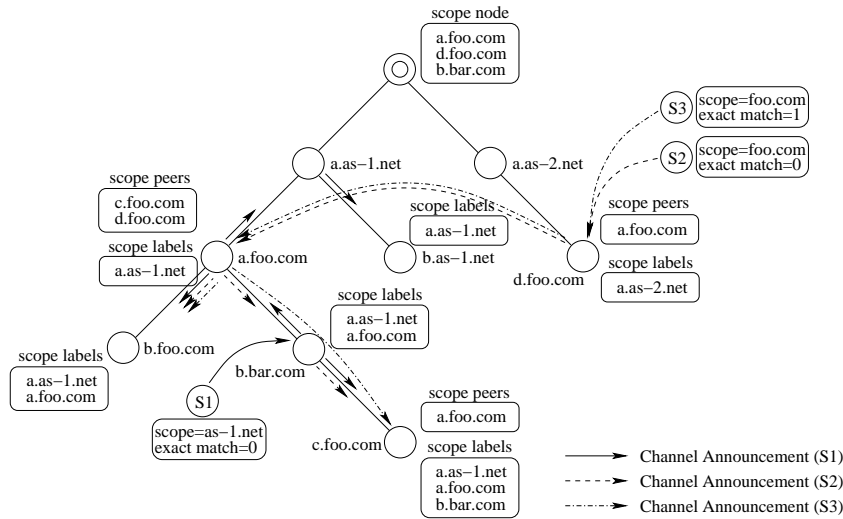 scope node
a.foo.com
d.foo.com
b.bar.com
S3
scope=foo.com
exact match=1
S2
scope=foo.com
exact match=0
a.as−1.net
a.as−2.net
scope peers
c.foo.com
d.foo.com
scope labels
a.as−1.net
a.foo.com
scope labels
a.as−1.net
b.as−1.net
scope peers
a.foo.com
d.foo.com
scope labels
a.as−2.net
scope labels
a.as−1.net
a.foo.com
b.foo.com
scope labels
a.as−1.net
a.foo.com
b.bar.com
S1
scope=as−1.net
exact match=0
scope peers
a.foo.com
c.foo.com
scope labels
a.as−1.net
a.foo.com
b.bar.com
Channel Announcement (S1)
Channel Announcement (S2)
Channel Announcement (S3)